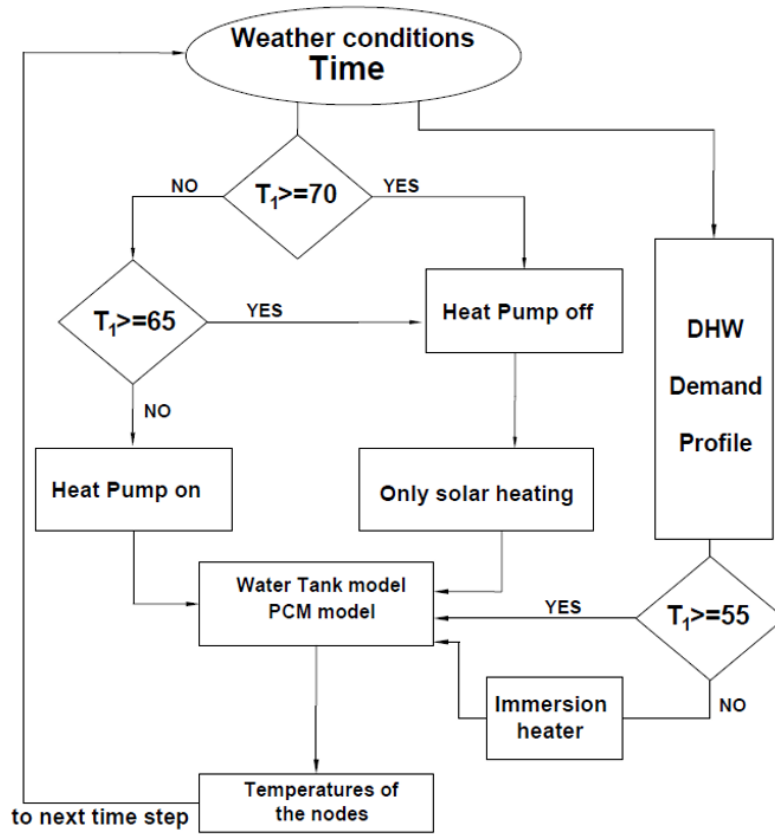 Weather conditions
Time
NO
T₁>=70
YES
T₁>=65
YES
Heat Pump off
DHW
Demand
Profile
NO
Heat Pump on
Only solar heating
Water Tank model
PCM model
YES
T₁>=55
Immersion
heater
NO
Temperatures of
the nodes
to next time step